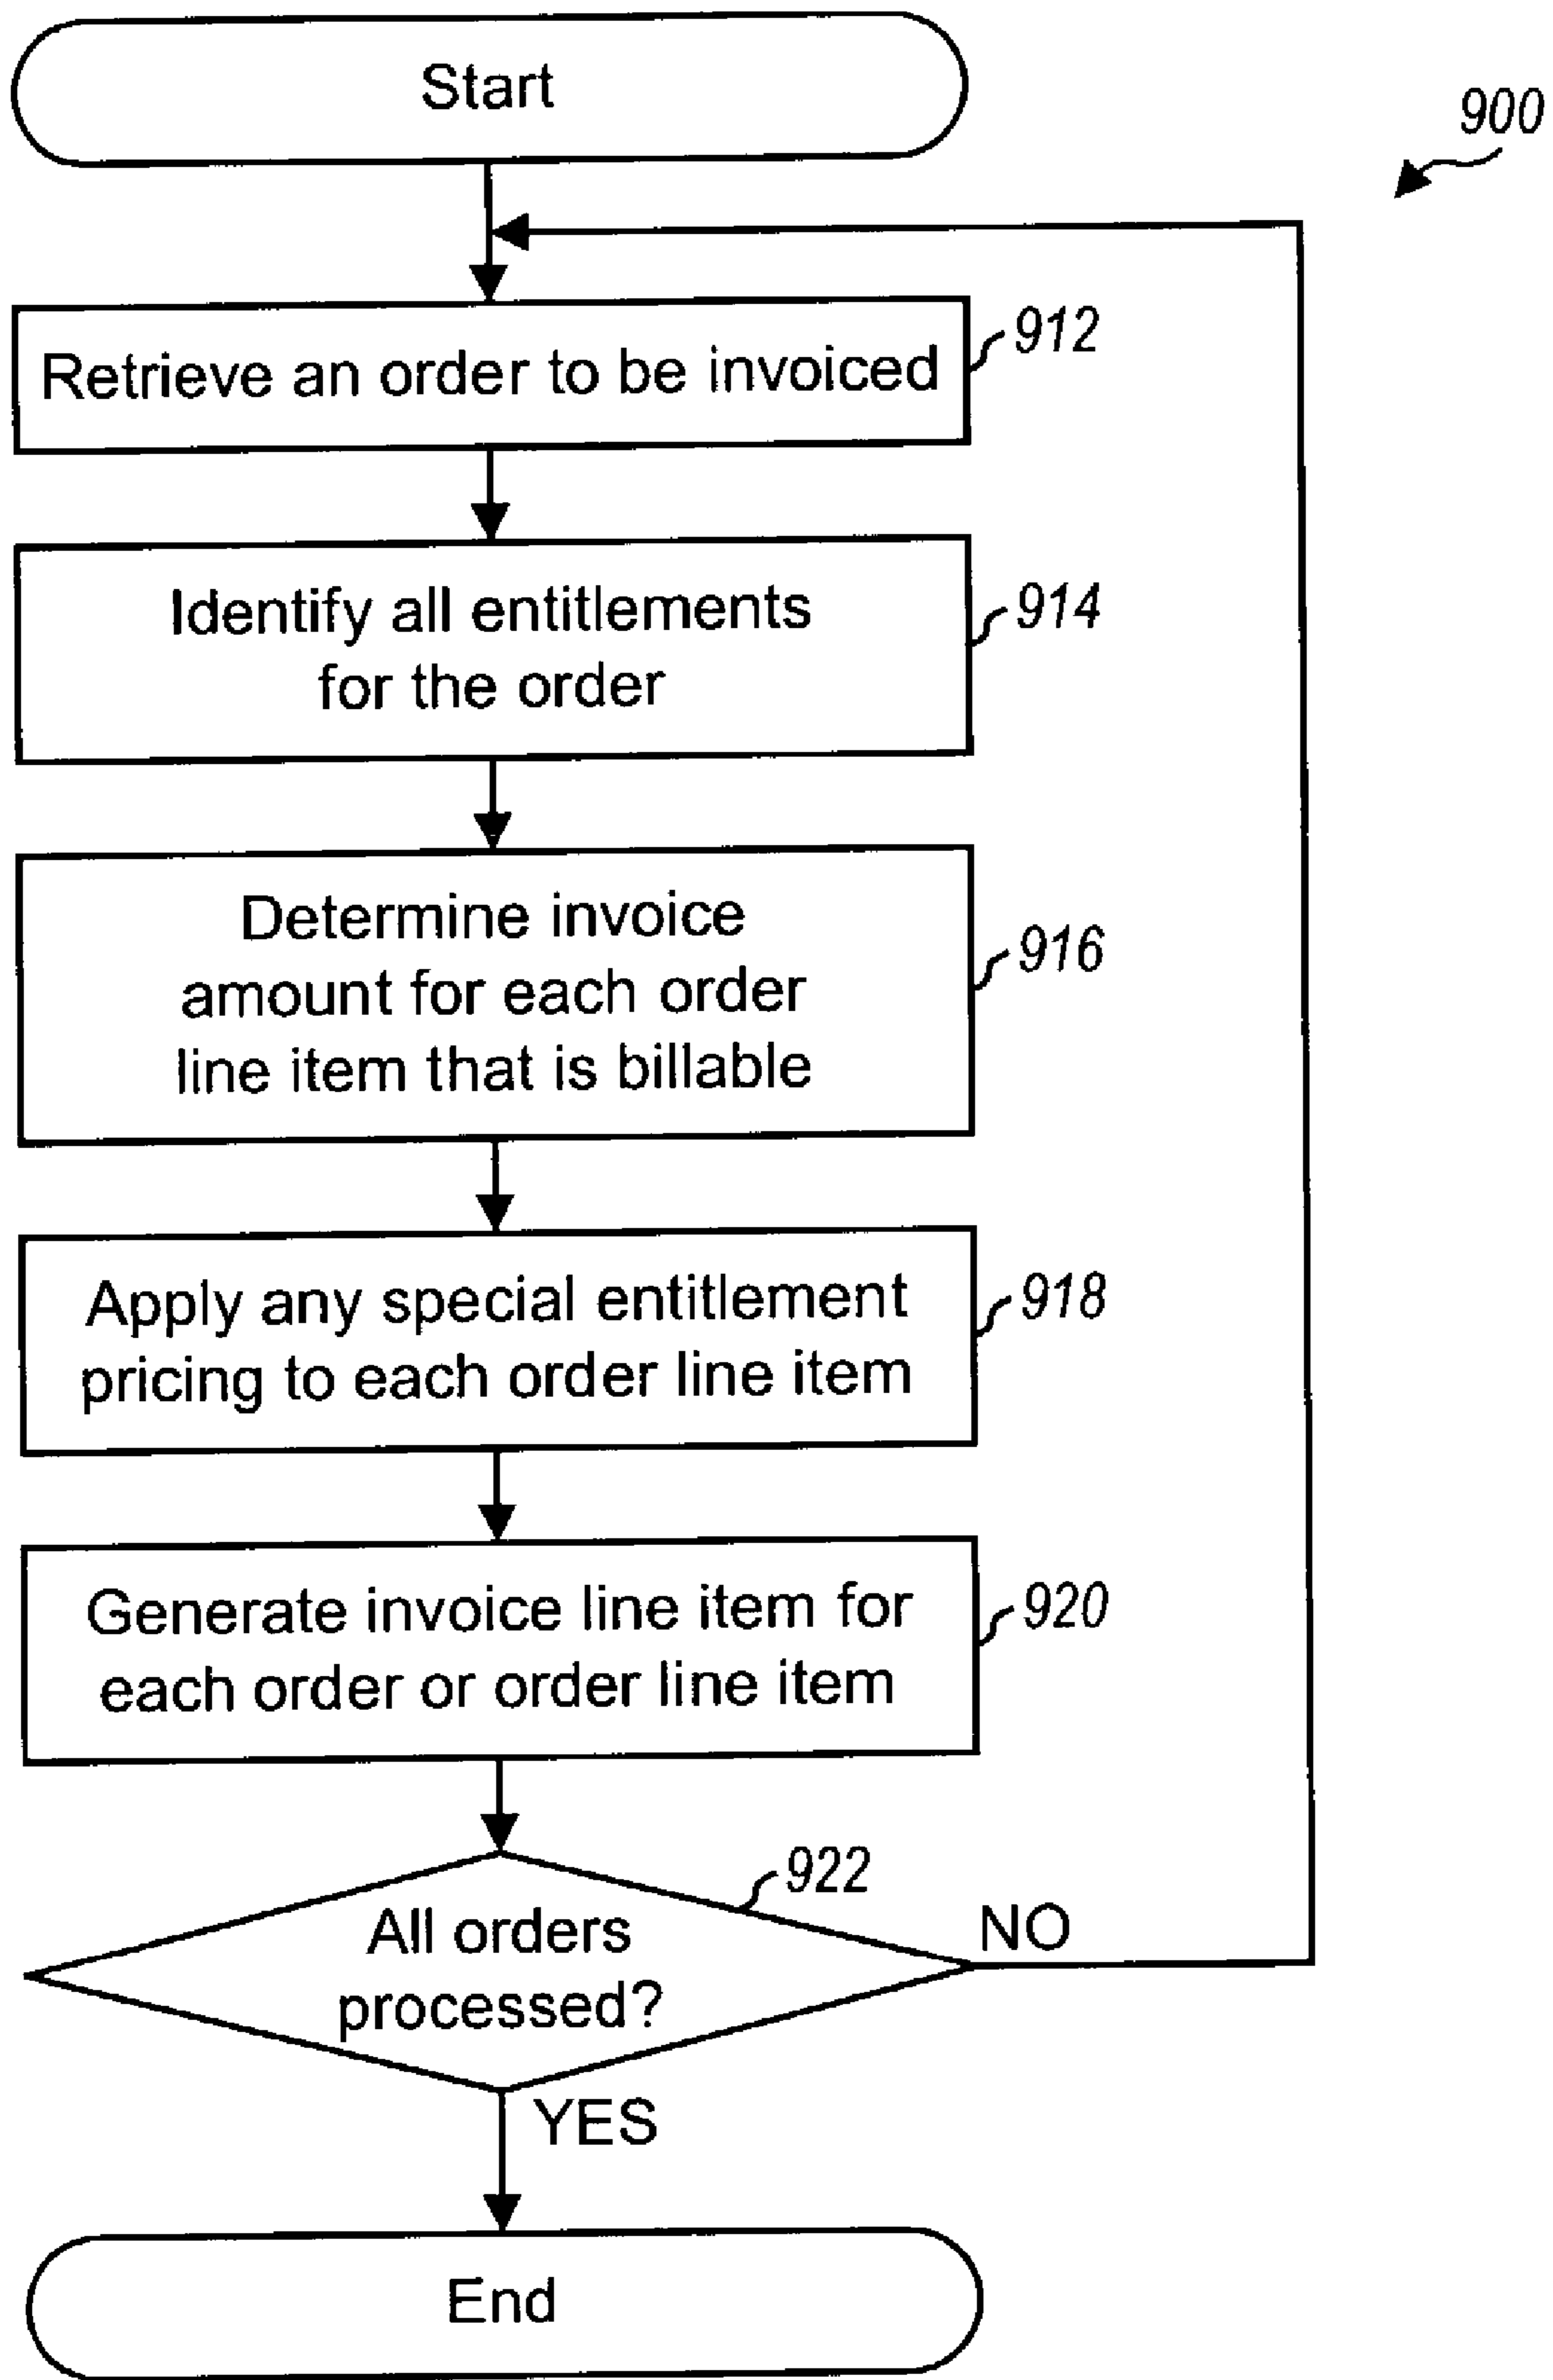 Start
900
Retrieve an order to be invoiced
912
Identify all entitlements
for the order
914
Determine invoice
amount for each order
line item that is billable
916
Apply any special entitlement
pricing to each order line item
918
Generate invoice line item for
each order or order line item
920
922
All orders
processed?
NO
YES
End